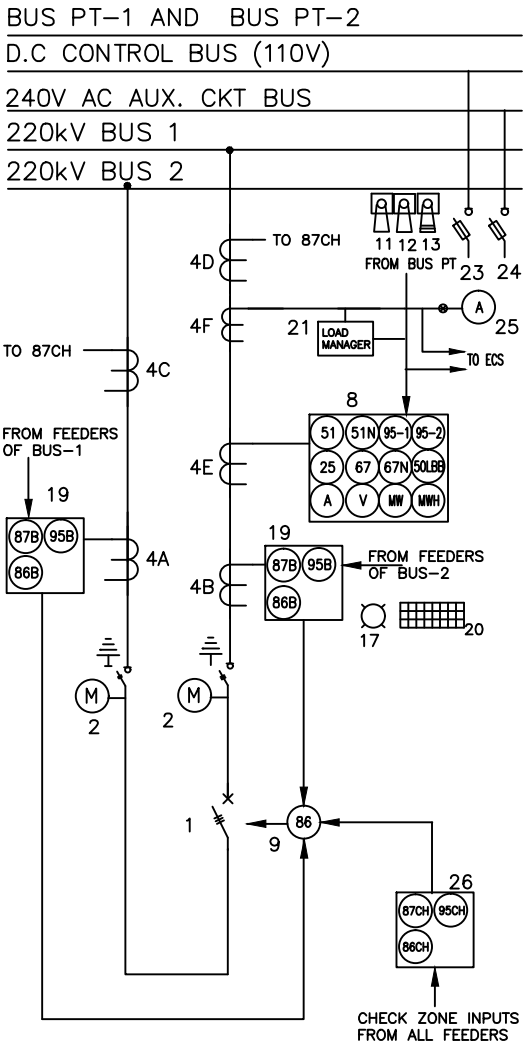 BUS PT-1 AND BUS PT-2
D.C CONTROL BUS (110V)
240V AC AUX. CKT BUS
220kV BUS 1
220kV BUS 2
11 12 13
FROM BUS PT
23 24
4D
TO 87CH
4F
21
LOAD
MANAGER
A
25
TO ECS
TO 87CH
4C
8
51 51N 95-1 95-2
25 67 67N 50LBB
A V MW MWH
4E
FROM FEEDERS
OF BUS-1
19
87B 95B
86B
4A
19
87B 95B
86B
4B
FROM FEEDERS
OF BUS-2
17
20
M
2
M
2
1
9
86
26
87CH 95CH
86CH
CHECK ZONE INPUTS
FROM ALL FEEDERS